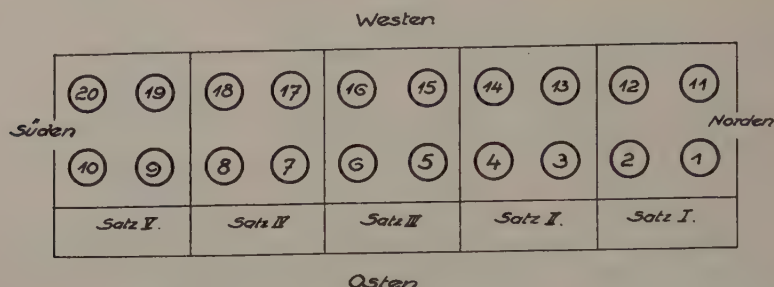 Westen
20 19 18 17 16 15 14 13 12 11
Süden Norden
10 9 8 7 6 5 4 3 2 1
Satz V. Satz IV Satz III Satz II. Satz I.
Osten